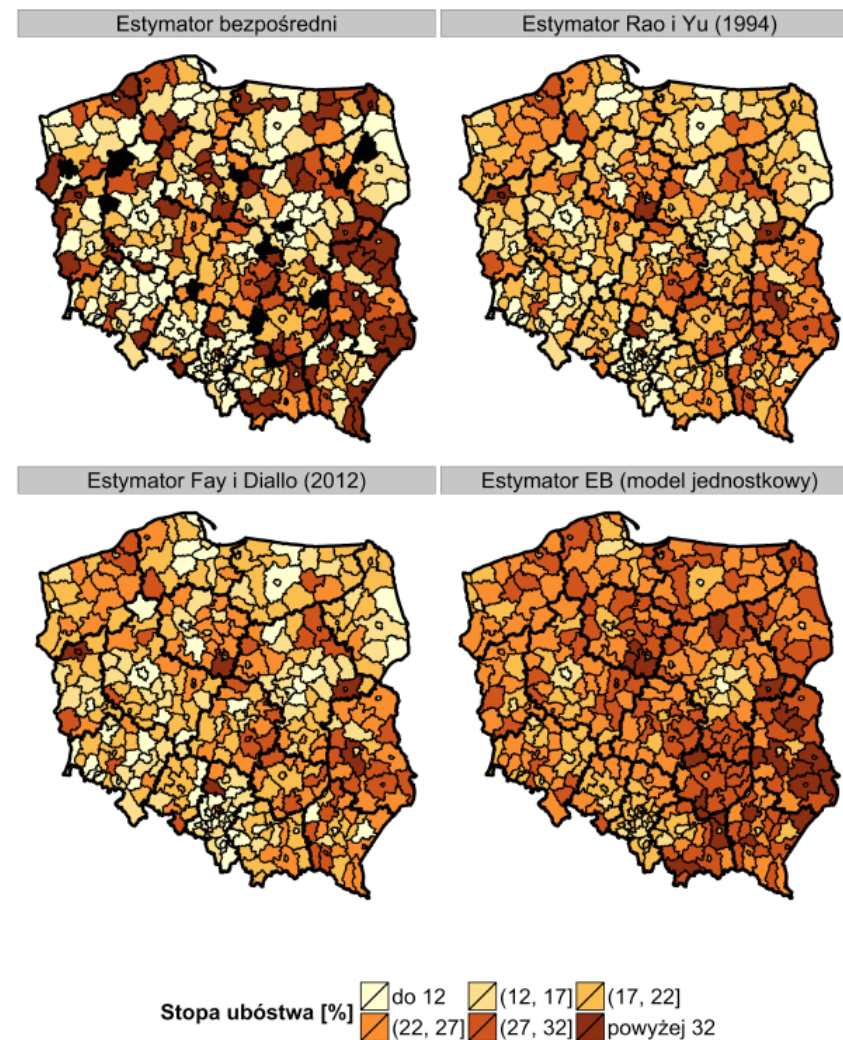 Estymator bezpośredni
Estymator Rao i Yu (1994)
Estymator Fay i Diallo (2012)
Estymator EB (model jednostkowy)
Stopa ubóstwa [%]
do 12
(12, 17]
(17, 22]
(22, 27]
(27, 32]
powyżej 32